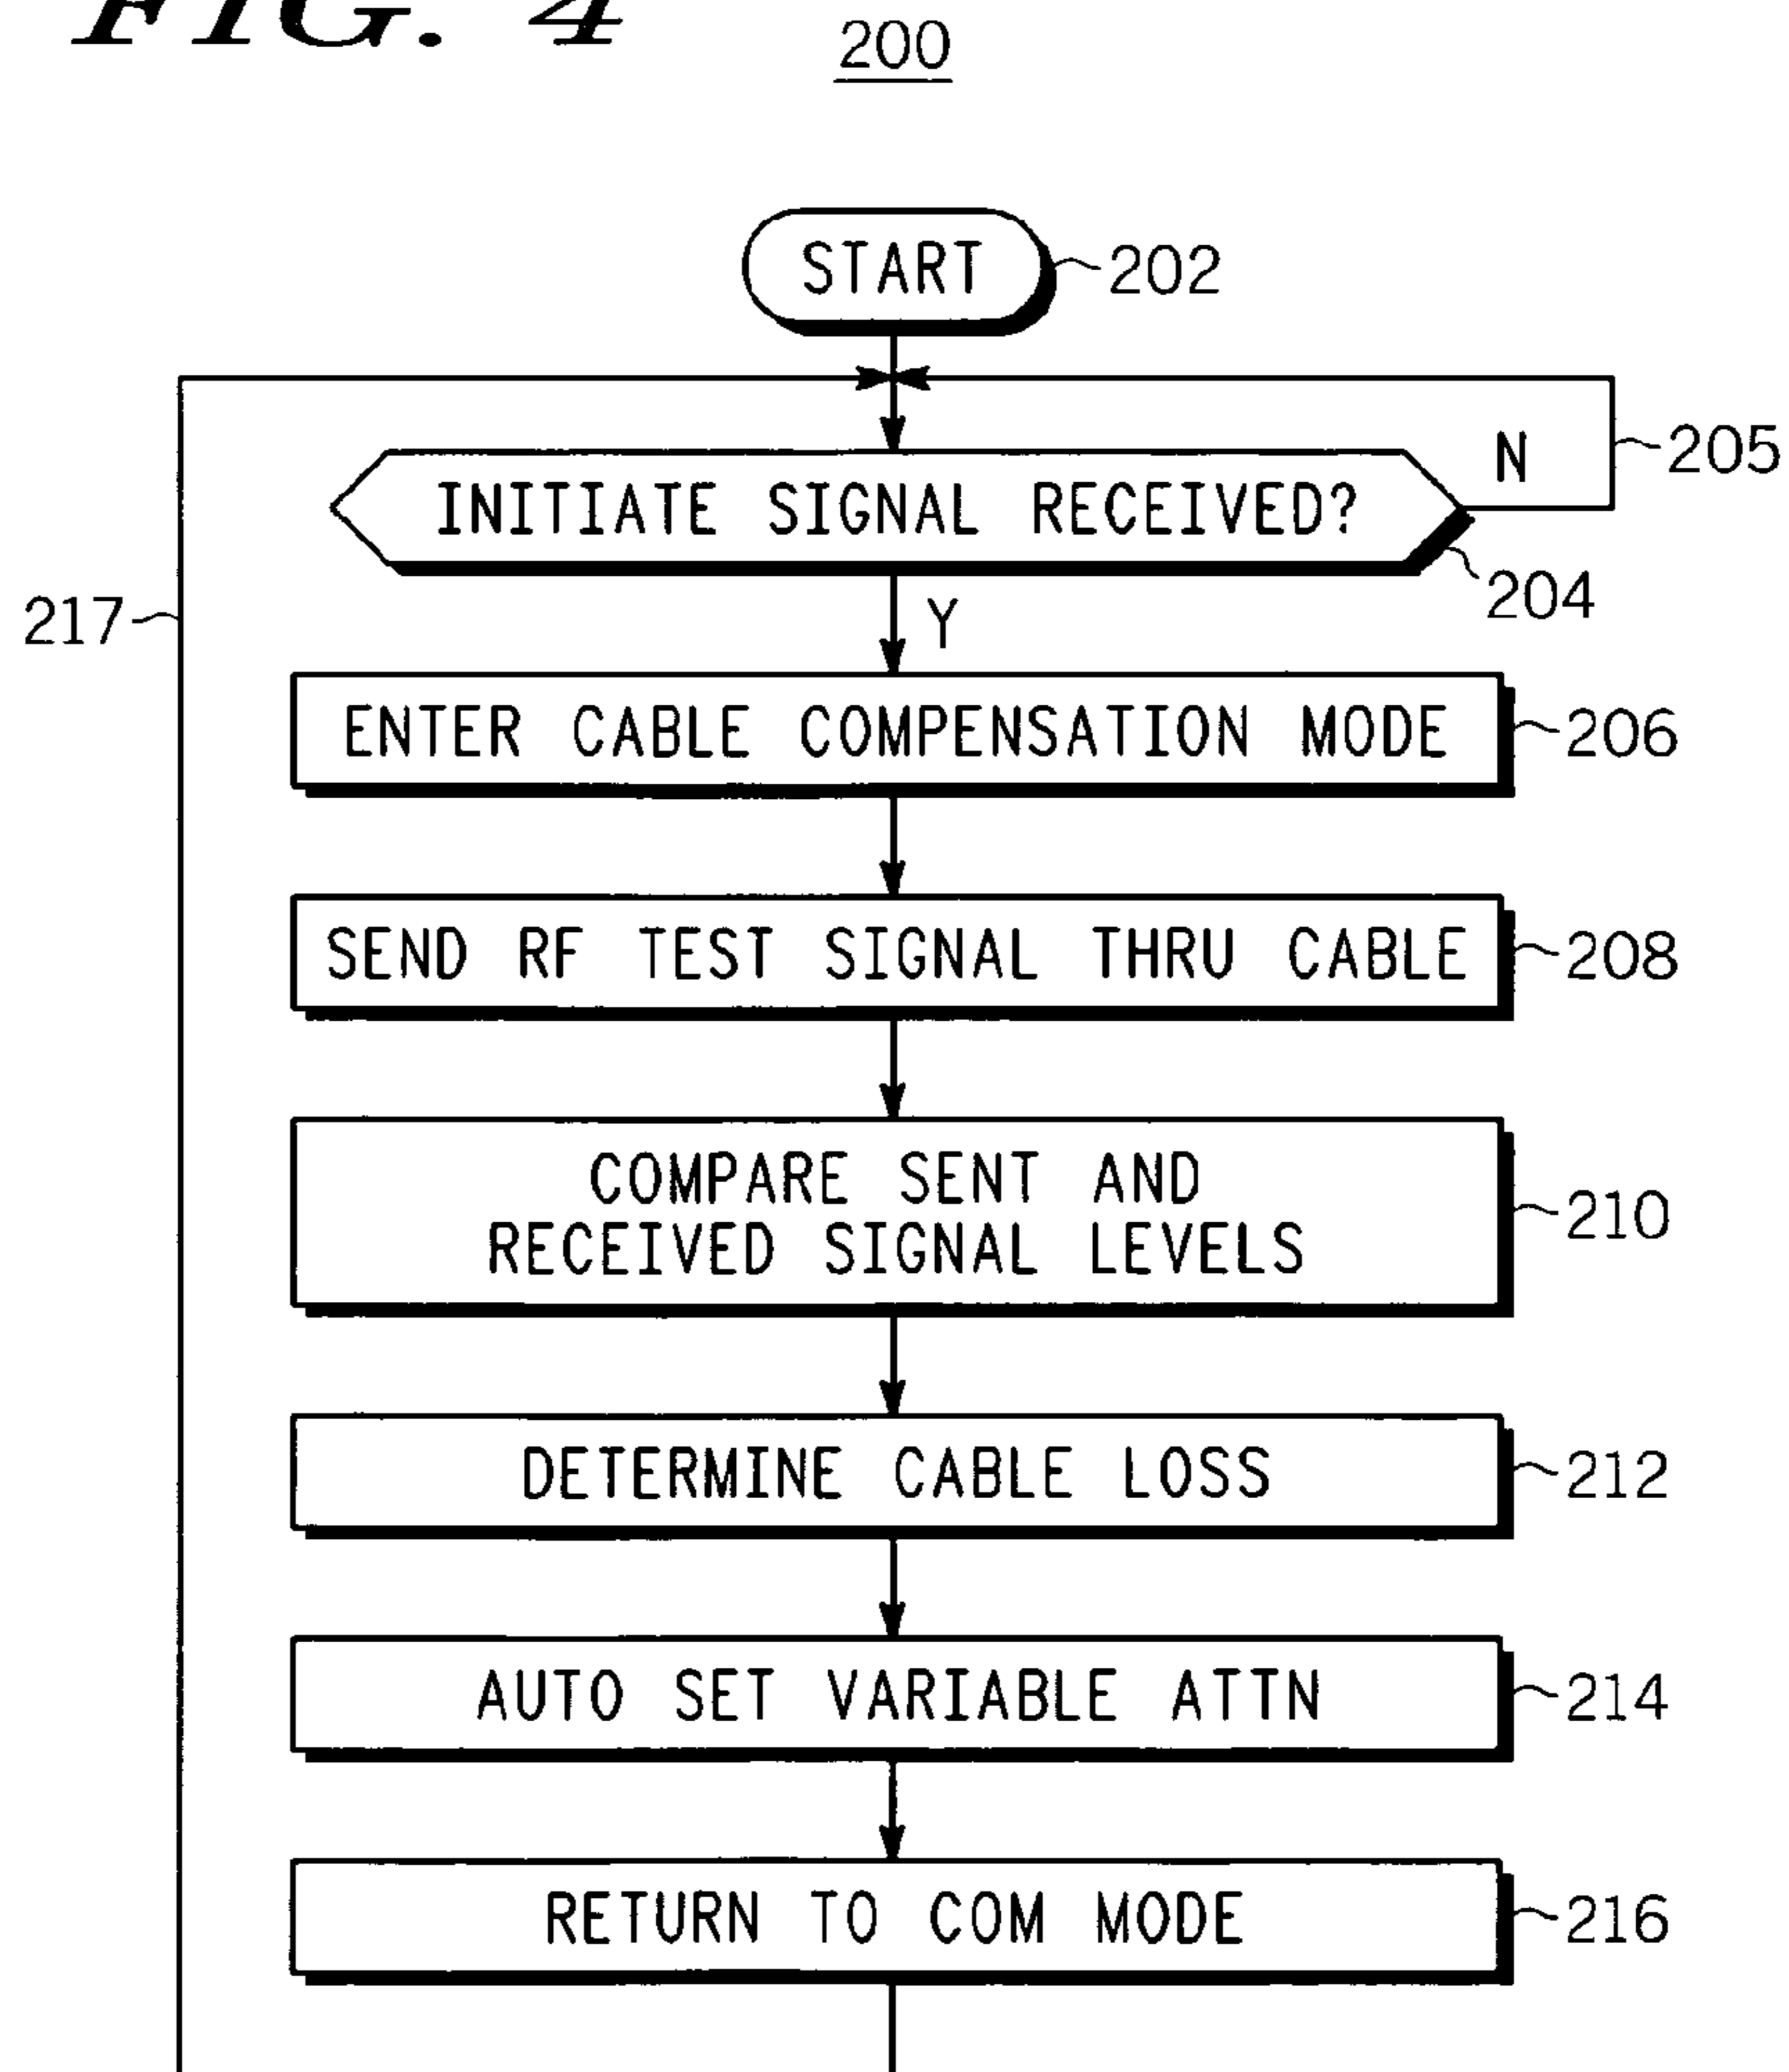 FIG. 4
200
START
202
N
205
INITIATE SIGNAL RECEIVED?
204
217
Y
ENTER CABLE COMPENSATION MODE
206
SEND RF TEST SIGNAL THRU CABLE
208
COMPARE SENT AND
RECEIVED SIGNAL LEVELS
210
DETERMINE CABLE LOSS
212
AUTO SET VARIABLE ATTN
214
RETURN TO COM MODE
216